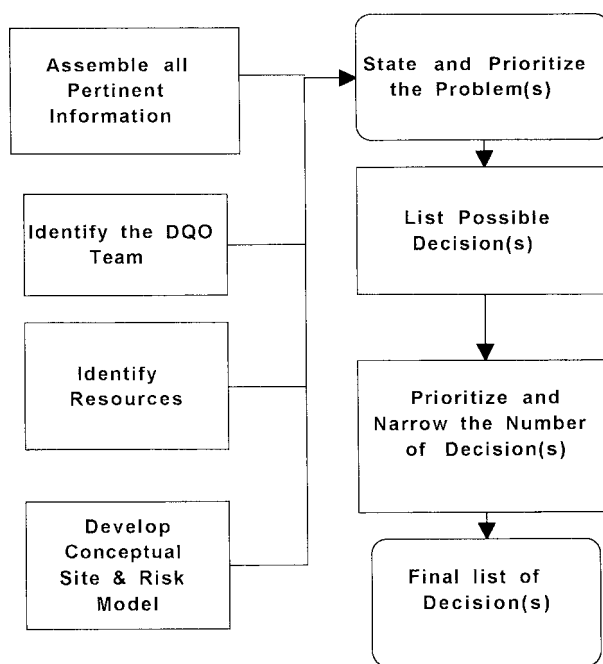 Assemble all
Pertinent
Information
Identify the DQO
Team
Identify
Resources
Develop
Conceptual
Site & Risk
Model
State and Prioritize
the Problem(s)
List Possible
Decision(s)
Prioritize and
Narrow the Number
of Decision(s)
Final list of
Decision(s)